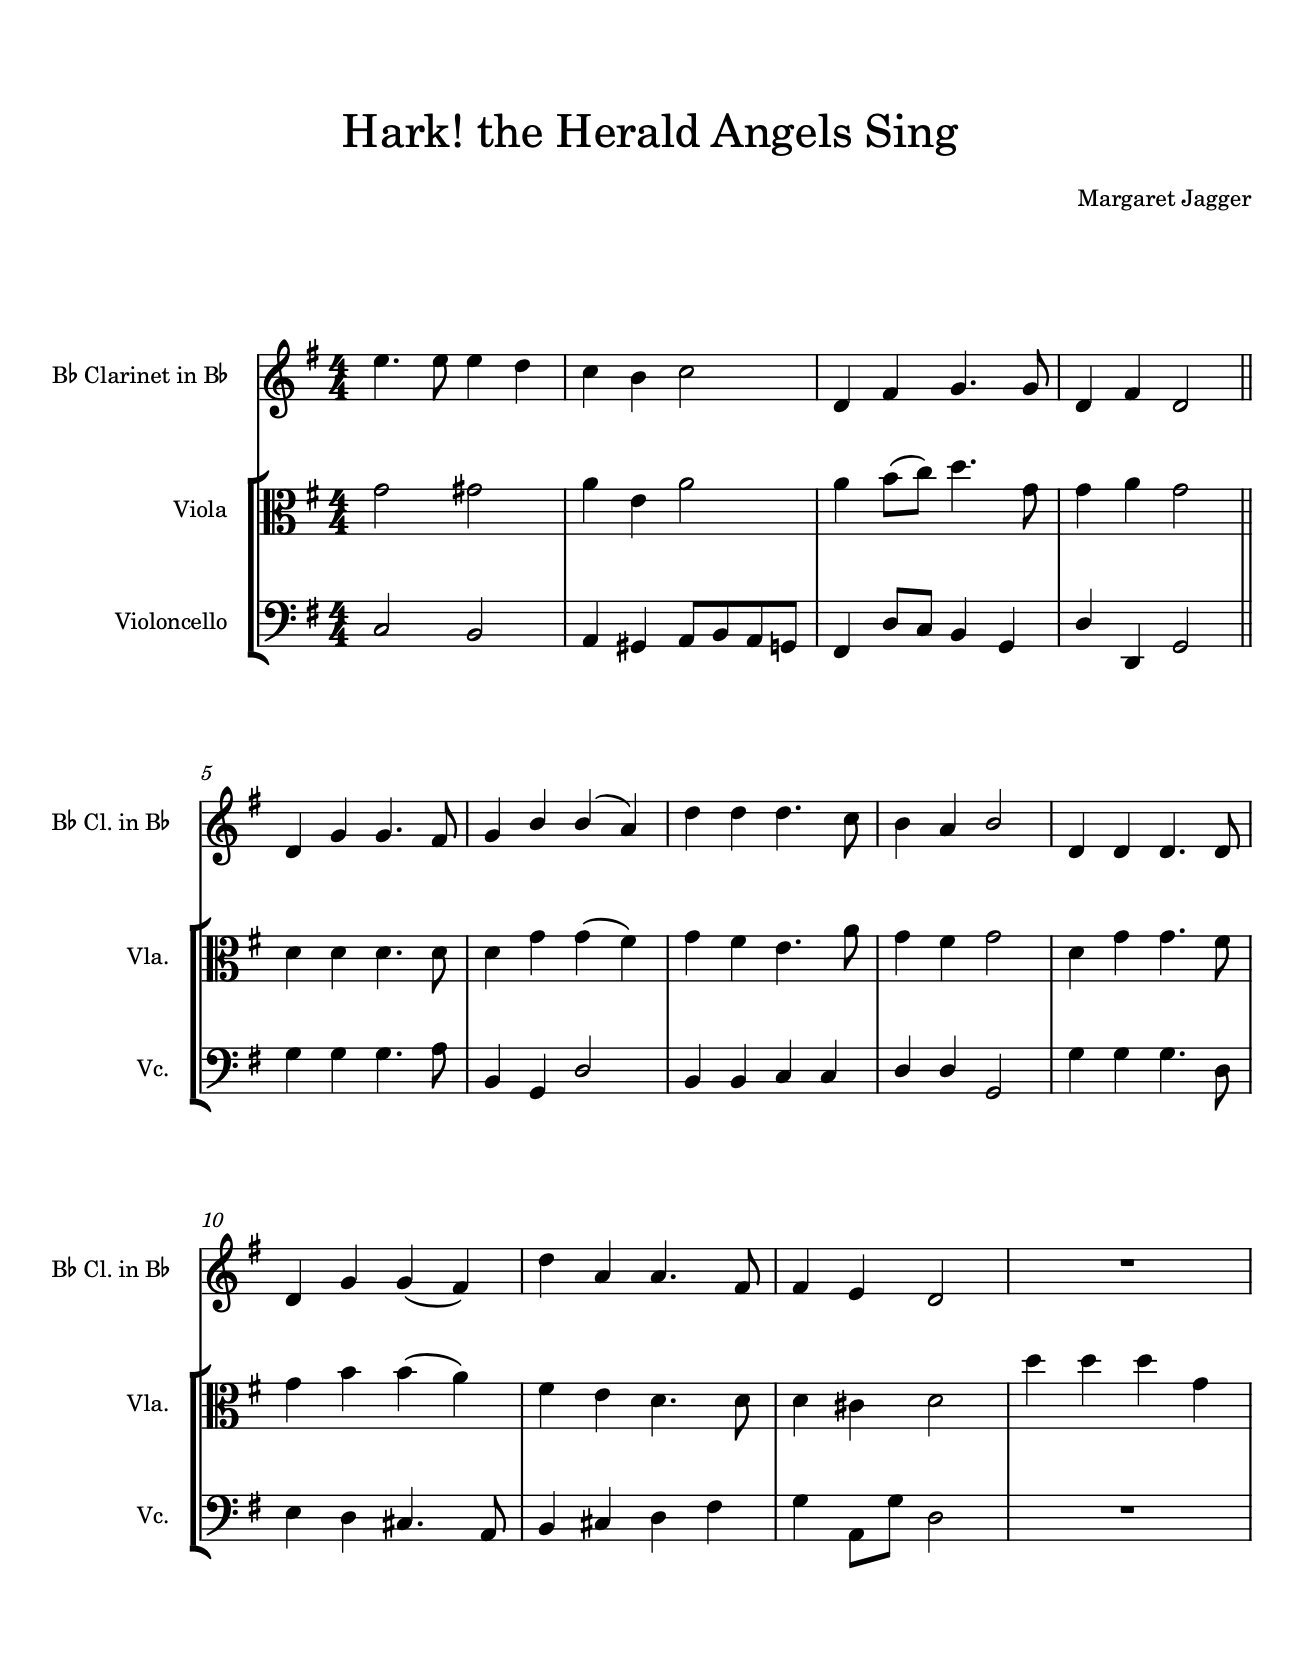 Hark! the Herald Angels Sing
Margaret Jagger
B♭ Clarinet in B♭
Viola
Violoncello
5
B♭ Cl. in B♭
Vla.
Vc.
10
B♭ Cl. in B♭
Vla.
Vc.